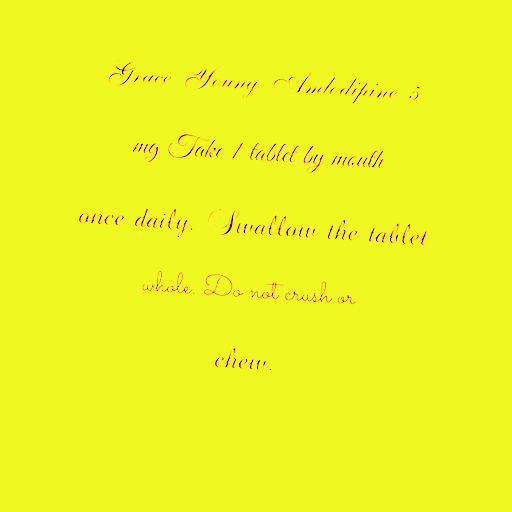 Grace Young Amlodipine 5
mg Take 1 tablet by mouth
once daily. Swallow the tablet
whole. Do not crush or
chew.